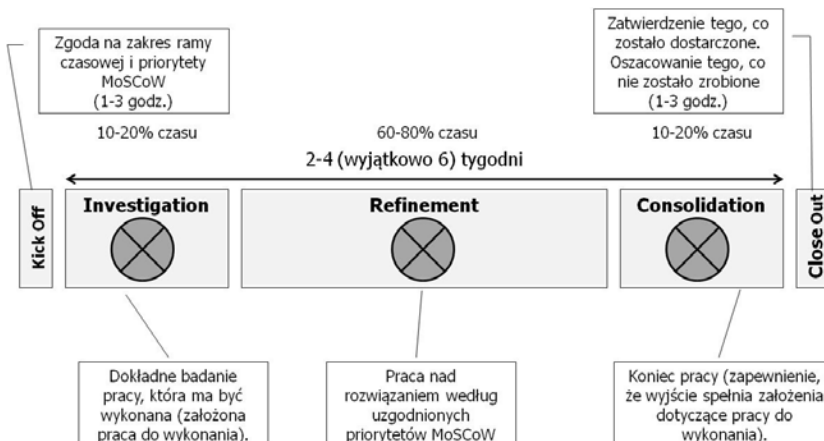 Zgoda na zakres ramy
czasowej i priorytety
MoSCoW
(1-3 godz.)
Zatwierdzenie tego, co
zostało dostarczone.
Oszacowanie tego, co
nie zostało zrobione
(1-3 godz.)
10-20% czasu
60-80% czasu
10-20% czasu
2-4 (wyjątkowo 6) tygodni
Kick Off
Investigation
Refinement
Consolidation
Close Out
Dokładne badanie
pracy, która ma być
wykonana (założona
praca do wykonania).
Praca nad
rozwiązaniem według
uzgodnionych
priorytetów MoSCoW
Koniec pracy (zapewnienie,
że wyjście spełnia założenia
dotyczące pracy do
wykonania).